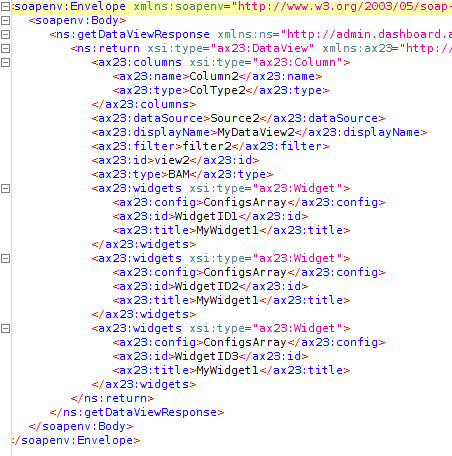 <soapenv:Envelope xmlns:soapenv="http://www.w3.org/2003/05/soap-
<soapenv:Body>
<ns:getDataViewResponse xmlns:ns="http://admin.dashboard.a
<ns:return xsi:type="ax23:DataView" xmlns:ax23="http:/
<ax23:columns xsi:type="ax23:Column">
<ax23:name>Column2</ax23:name>
<ax23:type>ColType2</ax23:type>
</ax23:columns>
<ax23:dataSource>Source2</ax23:dataSource>
<ax23:displayName>MyDataView2</ax23:displayName>
<ax23:filter>filter2</ax23:filter>
<ax23:id>view2</ax23:id>
<ax23:type>BAM</ax23:type>
<ax23:widgets xsi:type="ax23:Widget">
<ax23:config>ConfigsArray</ax23:config>
<ax23:id>WidgetID1</ax23:id>
<ax23:title>MyWidget1</ax23:title>
</ax23:widgets>
<ax23:widgets xsi:type="ax23:Widget">
<ax23:config>ConfigsArray</ax23:config>
<ax23:id>WidgetID2</ax23:id>
<ax23:title>MyWidget1</ax23:title>
</ax23:widgets>
<ax23:widgets xsi:type="ax23:Widget">
<ax23:config>ConfigsArray</ax23:config>
<ax23:id>WidgetID3</ax23:id>
<ax23:title>MyWidget1</ax23:title>
</ax23:widgets>
</ns:return>
</ns:getDataViewResponse>
</soapenv:Body>
</soapenv:Envelope>